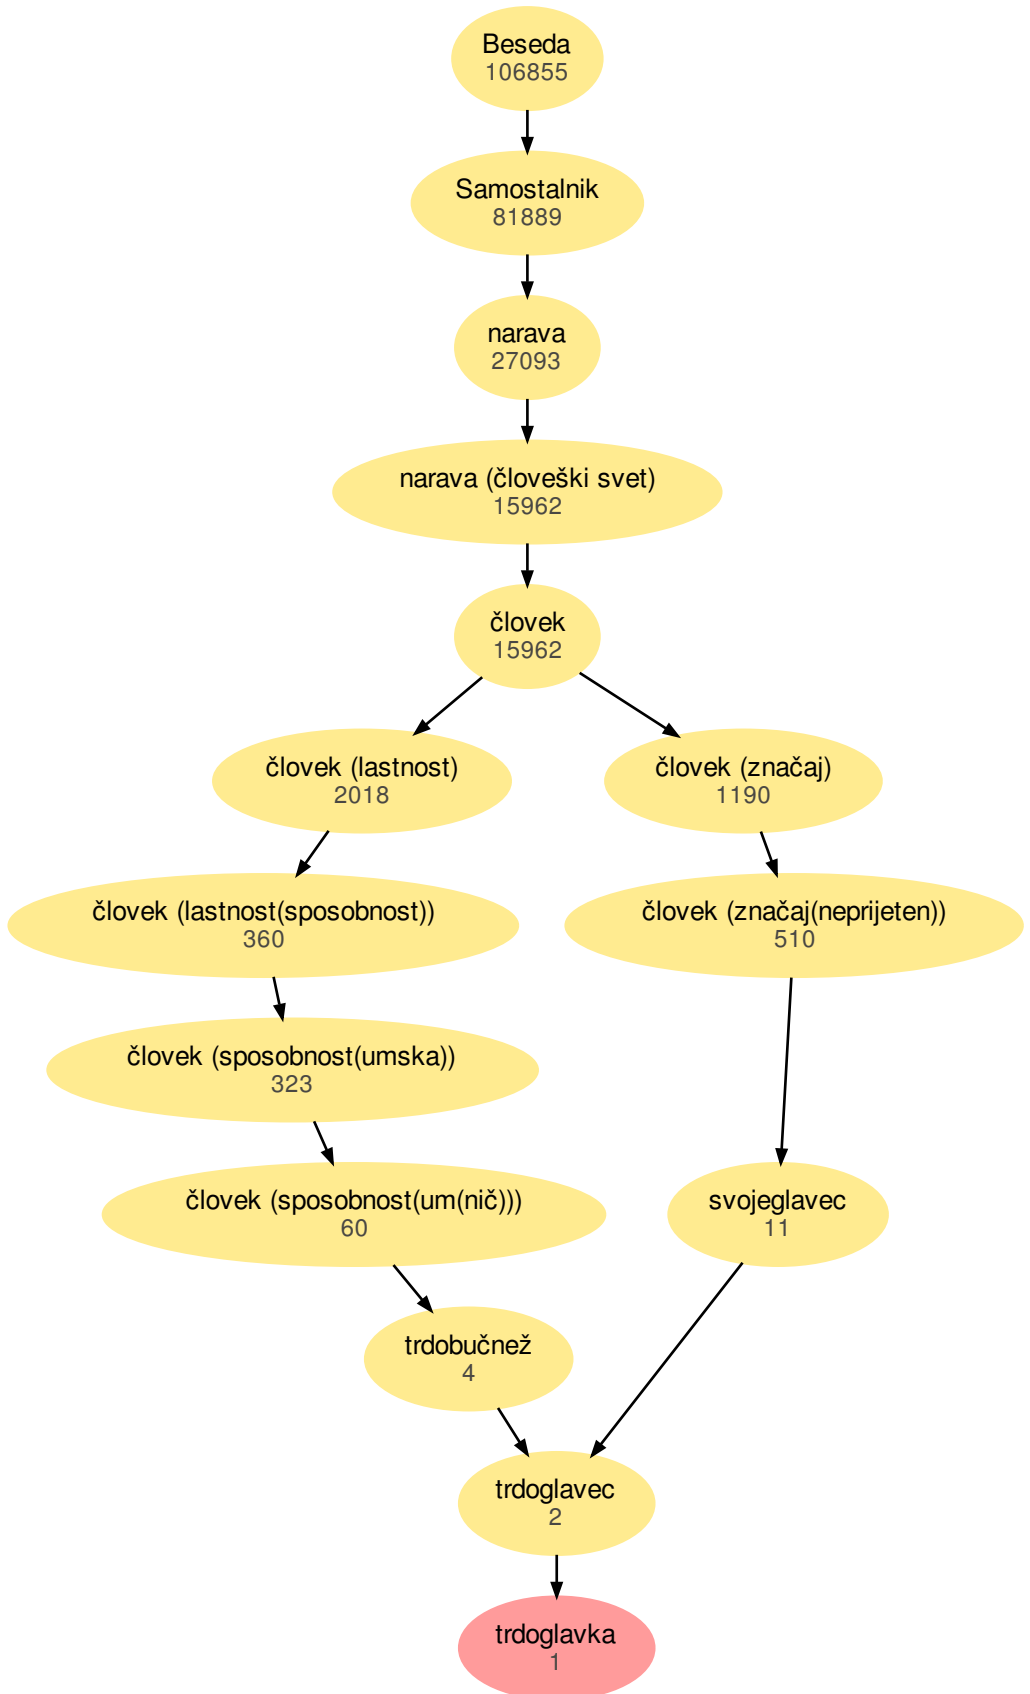 Beseda
106855
Samostalnik
81889
narava
27093
narava (človeški svet)
15962
človek
15962
človek (lastnost)
2018
človek (značaj)
1190
človek (lastnost(sposobnost))
360
človek (značaj(neprijeten))
510
človek (sposobnost(umska))
323
človek (sposobnost(um(nič)))
60
svojeglavec
11
trdobučnež
4
trdoglavec
2
trdoglavka
1